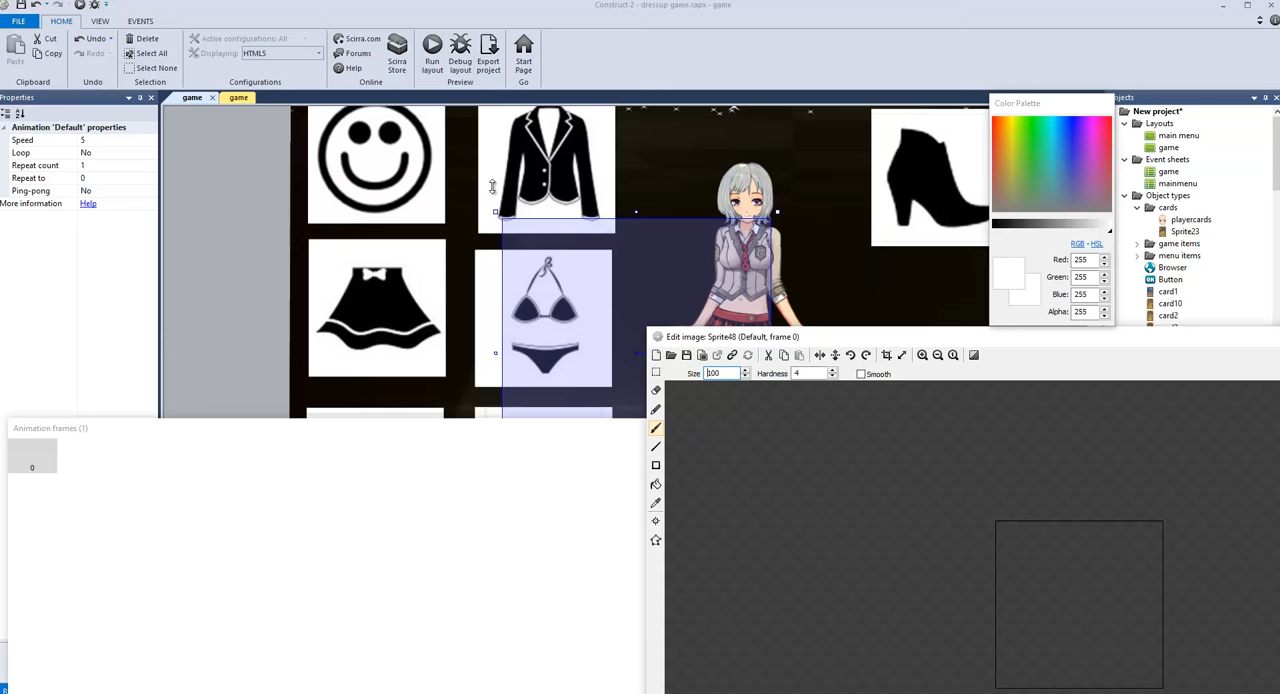 Construct 2 - dressup game.capx - game
FILE HOME VIEW EVENTS
Paste
Cut
Copy
Clipboard
Undo
Redo
Undo
Delete
Select All
Select None
Selection
Active configurations: All
Displaying: HTML5
Configurations
Scirra.com
Forums
Help
Scirra Store
Online
Run layout
Debug layout
Export project
Preview
Start Page
Go
Properties
Animation 'Default' properties
Speed 5
Loop No
Repeat count 1
Repeat to 0
Ping-pong No
More information Help
game
game
Color Palette
RGB - HSL
Red: 255
Green: 255
Blue: 255
Alpha: 255
New project*
Layouts
main menu
game
Event sheets
game
mainmenu
Object types
cards
playercards
Sprite23
game items
menu items
Browser
Button
card1
card10
card2
Edit image: Sprite48 (Default, frame 0)
Size 100 Hardness 4 Smooth
Animation frames (1)
0